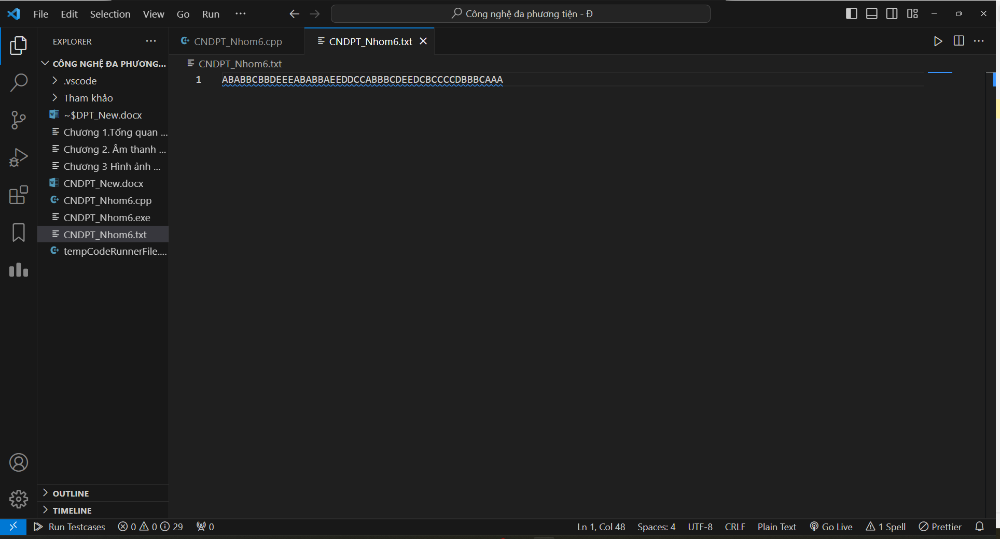 File Edit Selection View Go Run ···
Công nghệ đa phương tiện - Đ
EXPLORER ···
CÔNG NGHỆ ĐA PHƯƠNG...
.vscode
Tham khảo
~$DPT_New.docx
Chương 1.Tổng quan ...
Chương 2. Âm thanh ...
Chương 3 Hình ảnh ...
CNDPT_New.docx
CNDPT_Nhom6.cpp
CNDPT_Nhom6.exe
CNDPT_Nhom6.txt
tempCodeRunnerFile....
OUTLINE
TIMELINE
CNDPT_Nhom6.cpp CNDPT_Nhom6.txt
CNDPT_Nhom6.txt
1 ABABBCBBDEEEABABBAEEDDCCABBBCDEEDCBCCCCDBBBCAAA
Run Testcases 0 0 29 0 Ln 1, Col 48 Spaces: 4 UTF-8 CRLF Plain Text Go Live 1 Spell Prettier